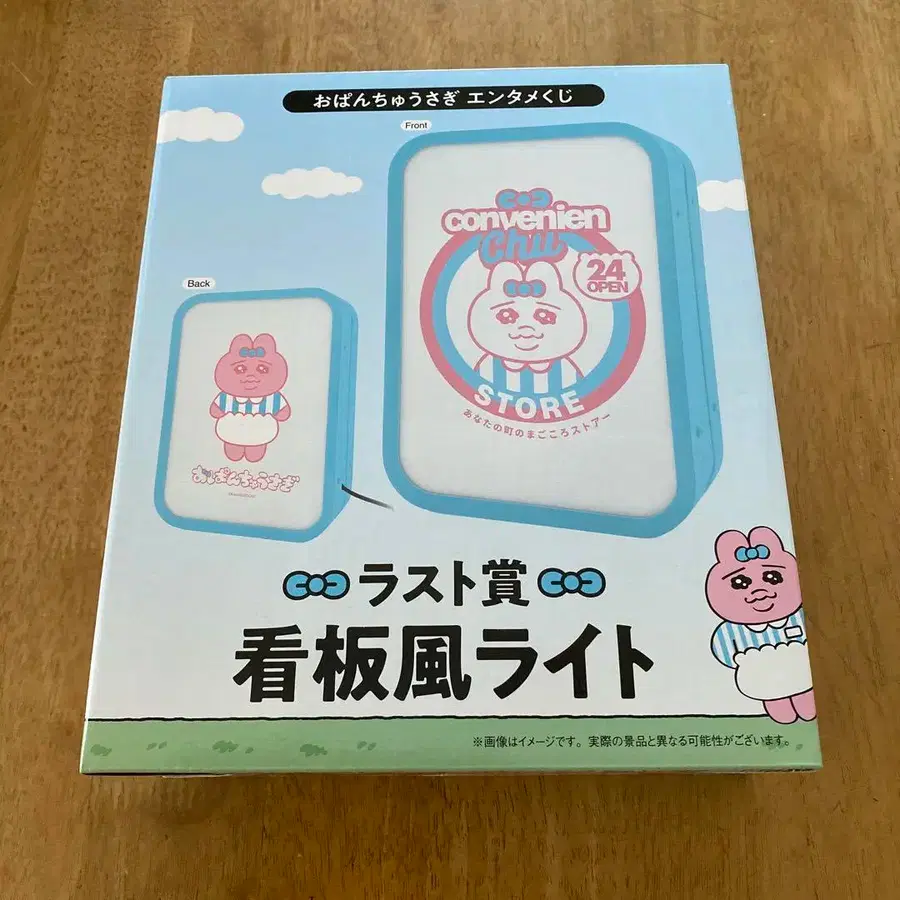 おぱんちゅうさぎ エンタメくじ
Front
convenien
chu
24
OPEN
STORE
あなたの町のまごころストアー
Back
おぱんちゅうさぎ
ラスト賞
看板風ライト
※画像はイメージです。実際の景品と異なる可能性がございます。